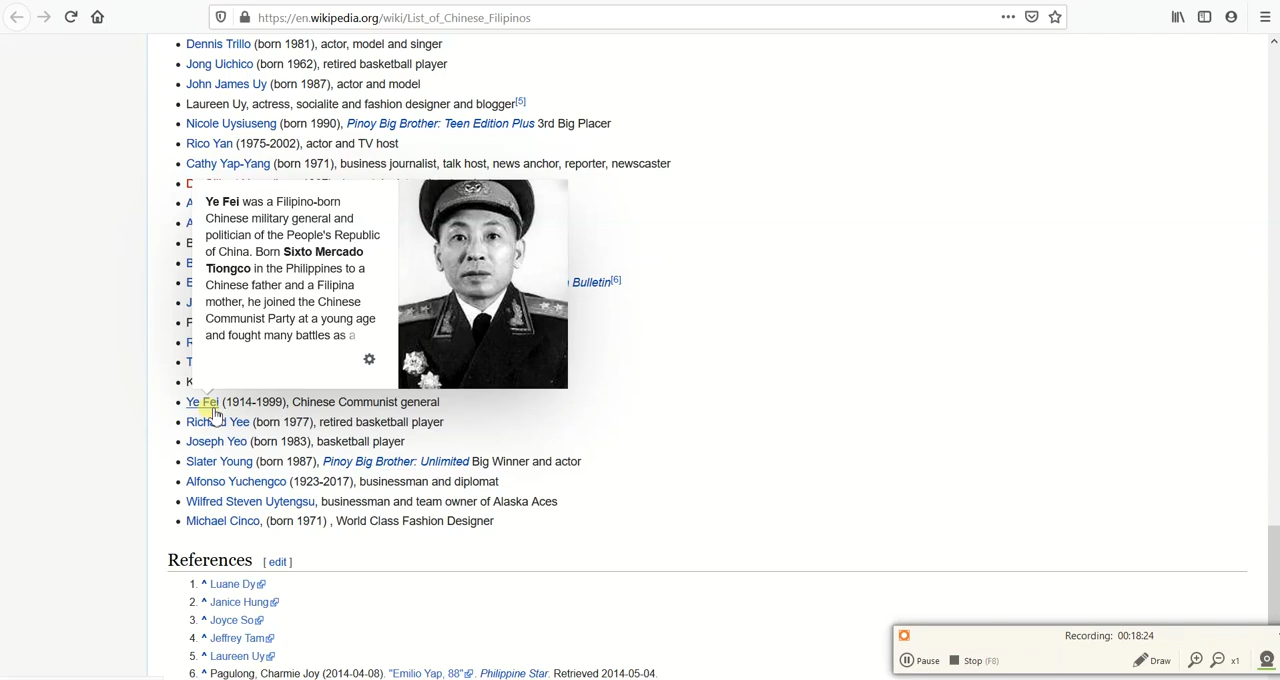 https://en.wikipedia.org/wiki/List_of_Chinese_Filipinos
Dennis Trillo (born 1981), actor, model and singer
Jong Uichico (born 1962), retired basketball player
John James Uy (born 1987), actor and model
Laureen Uy, actress, socialite and fashion designer and blogger[5]
Nicole Uysiuseng (born 1990), Pinoy Big Brother: Teen Edition Plus 3rd Big Placer
Rico Yan (1975-2002), actor and TV host
Cathy Yap-Yang (born 1971), business journalist, talk host, news anchor, reporter, newscaster
Ye Fei was a Filipino-born
Chinese military general and
politician of the People's Republic
of China. Born Sixto Mercado
Tiongco in the Philippines to a
Chinese father and a Filipina
mother, he joined the Chinese
Communist Party at a young age
and fought many battles as a
Bulletin[6]
Ye Fei (1914-1999), Chinese Communist general
Richard Yee (born 1977), retired basketball player
Joseph Yeo (born 1983), basketball player
Slater Young (born 1987), Pinoy Big Brother: Unlimited Big Winner and actor
Alfonso Yuchengco (1923-2017), businessman and diplomat
Wilfred Steven Uytengsu, businessman and team owner of Alaska Aces
Michael Cinco, (born 1971) , World Class Fashion Designer
References [ edit ]
1. ^ Luane Dy
2. ^ Janice Hung
3. ^ Joyce So
4. ^ Jeffrey Tam
5. ^ Laureen Uy
6. ^ Pagulong, Charmie Joy (2014-04-08). "Emilio Yap, 88". Philippine Star. Retrieved 2014-05-04.
Recording: 00:18:24
Pause Stop (F8) Draw x1